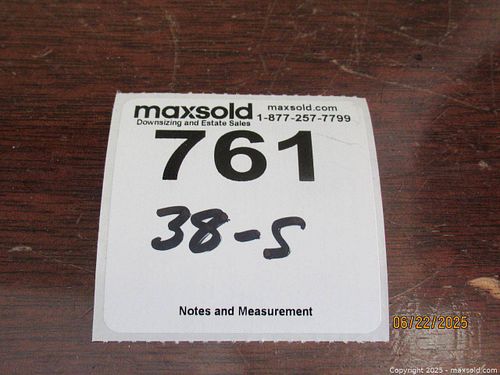 maxsold maxsold.com
Downsizing and Estate Sales 1-877-257-7799
761
38-S
Notes and Measurement
06/22/2025
Copyright 2025 - maxsold.com